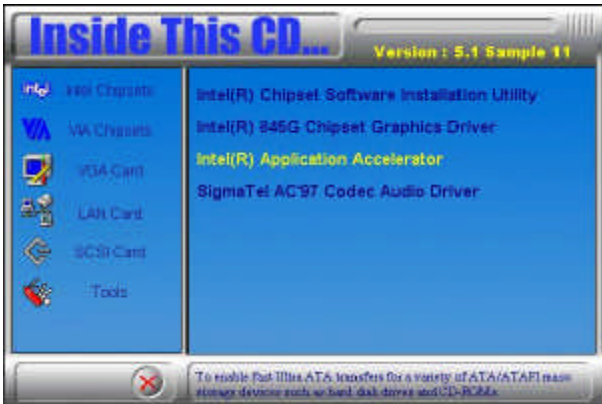 Inside This CD...
Version : 5.1 Sample 11
intel
Intel Chipsets
VIA
VIA Chipsets
VGA Card
LAN Card
SCSI Card
Tools
Intel(R) Chipset Software Installation Utility
Intel(R) 845G Chipset Graphics Driver
Intel(R) Application Accelerator
SigmaTel AC'97 Codec Audio Driver
To enable Fast Ultra ATA transfers for a variety of ATA/ATAPI mass
storage devices such as hard disk drives and CD-ROMs